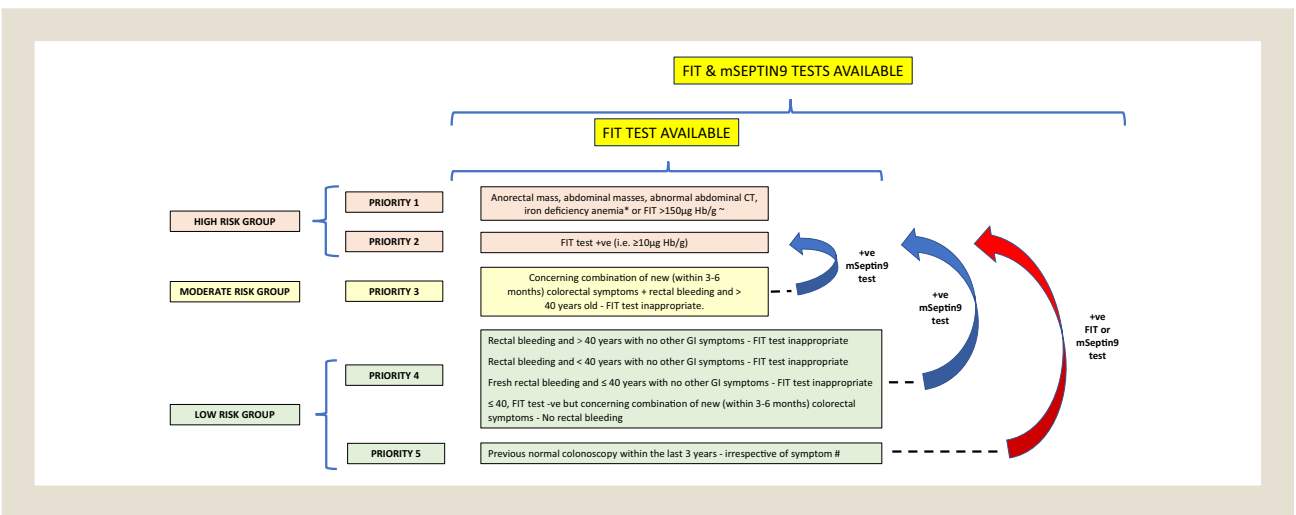 FIT & mSEPTIN9 TESTS AVAILABLE
FIT TEST AVAILABLE
HIGH RISK GROUP
PRIORITY 1
Anorectal mass, abdominal masses, abnormal abdominal CT,
iron deficiency anemia* or FIT >150µg Hb/g ~
PRIORITY 2
FIT test +ve (i.e. ≥10µg Hb/g)
MODERATE RISK GROUP
PRIORITY 3
Concerning combination of new (within 3-6
months) colorectal symptoms + rectal bleeding and >
40 years old - FIT test inappropriate.
+ve
mSeptin9
test
LOW RISK GROUP
PRIORITY 4
Rectal bleeding and > 40 years with no other GI symptoms - FIT test inappropriate
Rectal bleeding and < 40 years with no other GI symptoms - FIT test inappropriate
Fresh rectal bleeding and ≤ 40 years with no other GI symptoms - FIT test inappropriate
≤ 40, FIT test -ve but concerning combination of new (within 3-6 months) colorectal
symptoms - No rectal bleeding
+ve
mSeptin9
test
PRIORITY 5
Previous normal colonoscopy within the last 3 years - irrespective of symptom #
+ve
FIT or
mSeptin9
test